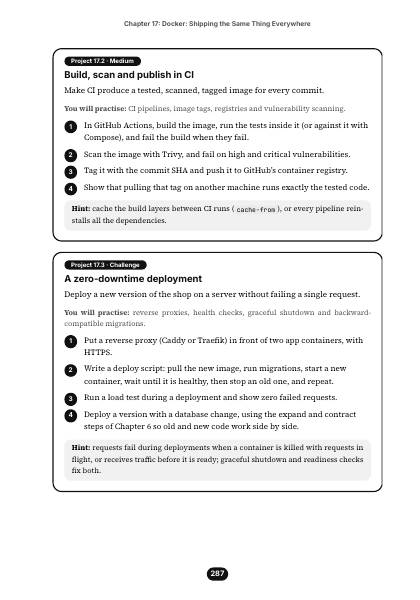 Chapter 17: Docker: Shipping the Same Thing Everywhere
Project 17.2 · Medium
Build, scan and publish in CI
Make CI produce a tested, scanned, tagged image for every commit.
You will practise: CI pipelines, image tags, registries and vulnerability scanning.
1 In GitHub Actions, build the image, run the tests inside it (or against it with
Compose), and fail the build when they fail.
2 Scan the image with Trivy, and fail on high and critical vulnerabilities.
3 Tag it with the commit SHA and push it to GitHub's container registry.
4 Show that pulling that tag on another machine runs exactly the tested code.
Hint: cache the build layers between CI runs ( cache-from ), or every pipeline rein-
stalls all the dependencies.
Project 17.3 · Challenge
A zero-downtime deployment
Deploy a new version of the shop on a server without failing a single request.
You will practise: reverse proxies, health checks, graceful shutdown and backward-
compatible migrations.
1 Put a reverse proxy (Caddy or Traefik) in front of two app containers, with
HTTPS.
2 Write a deploy script: pull the new image, run migrations, start a new
container, wait until it is healthy, then stop an old one, and repeat.
3 Run a load test during a deployment and show zero failed requests.
4 Deploy a version with a database change, using the expand and contract
steps of Chapter 6 so old and new code work side by side.
Hint: requests fail during deployments when a container is killed with requests in
flight, or receives traffic before it is ready; graceful shutdown and readiness checks
fix both.
287